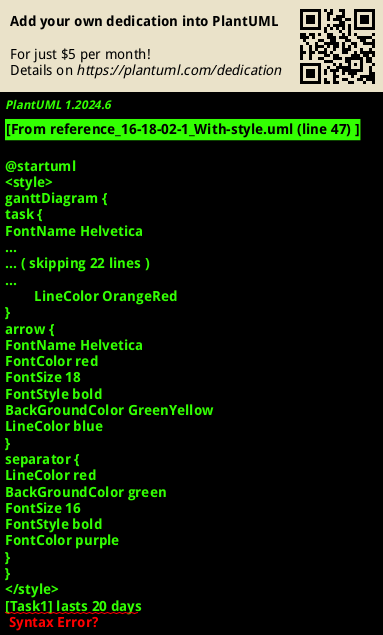 Add your own dedication into PlantUML
For just $5 per month!
Details on https://plantuml.com/dedication
PlantUML 1.2024.6
[From reference_16-18-02-1_With-style.uml (line 47) ]
@startuml
<style>
ganttDiagram {
task {
FontName Helvetica
...
... ( skipping 22 lines )
...
LineColor OrangeRed
}
arrow {
FontName Helvetica
FontColor red
FontSize 18
FontStyle bold
BackGroundColor GreenYellow
LineColor blue
}
separator {
LineColor red
BackGroundColor green
FontSize 16
FontStyle bold
FontColor purple
}
}
</style>
[Task1] lasts 20 days
Syntax Error?